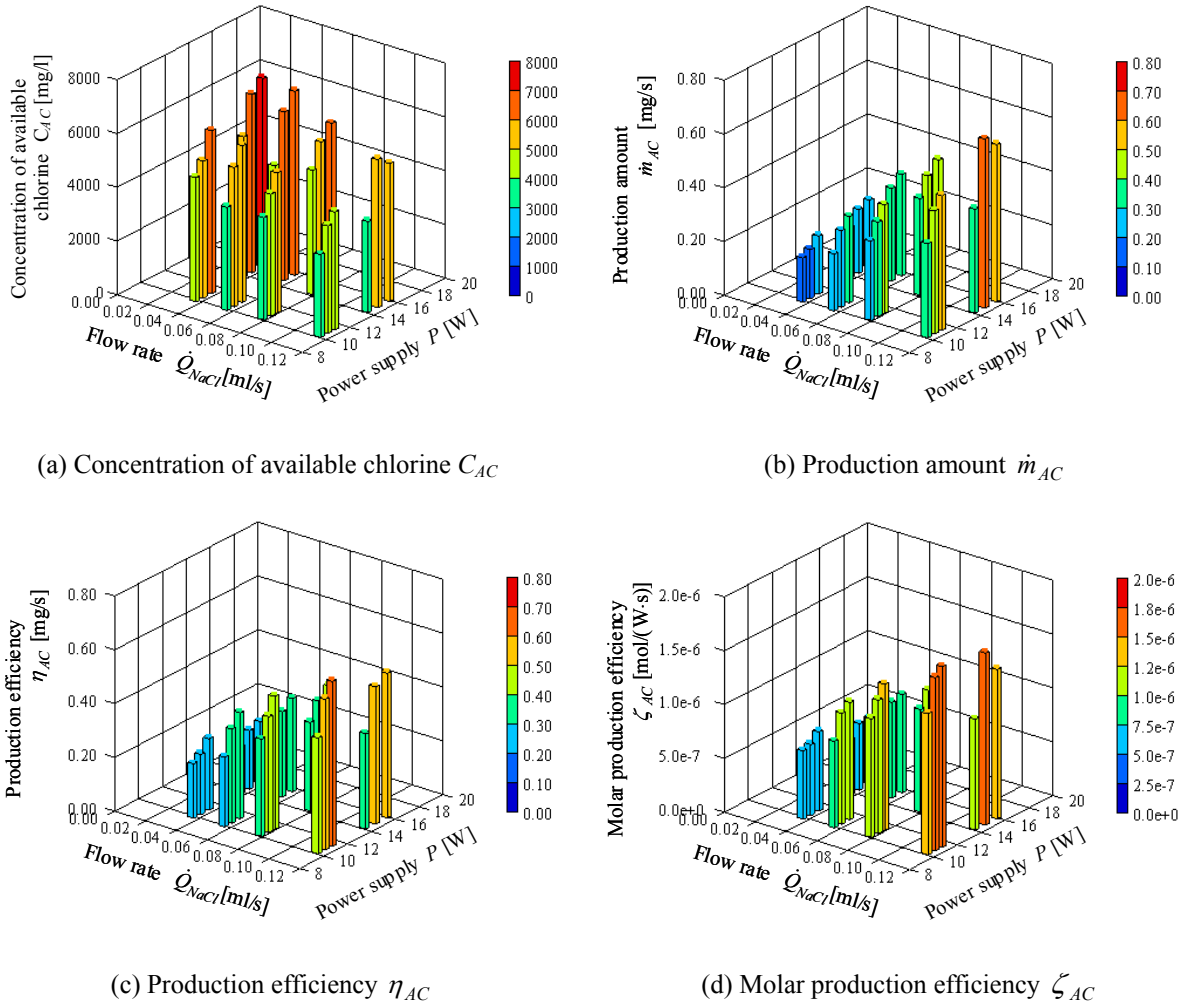 Concentration of available
chlorine C_AC [mg/l]
8000
6000
4000
2000
0
0.00
0.02
0.04
0.06
0.08
0.10
0.12
Flow rate Q̇_NaCl [ml/s]
8
10
12
14
16
18
20
Power supply P [W]
8000
7000
6000
5000
4000
3000
2000
1000
0
(a) Concentration of available chlorine C_AC
Production amount
ṁ_AC [mg/s]
0.80
0.60
0.40
0.20
0.00
0.00
0.02
0.04
0.06
0.08
0.10
0.12
Flow rate Q̇_NaCl [ml/s]
8
10
12
14
16
18
20
Power supply P [W]
0.80
0.70
0.60
0.50
0.40
0.30
0.20
0.10
0.00
(b) Production amount ṁ_AC
Production efficiency
η_AC [mg/s]
0.80
0.60
0.40
0.20
0.00
0.00
0.02
0.04
0.06
0.08
0.10
0.12
Flow rate Q̇_NaCl [ml/s]
8
10
12
14
16
18
20
Power supply P [W]
0.80
0.70
0.60
0.50
0.40
0.30
0.20
0.10
0.00
(c) Production efficiency η_AC
Molar production efficiency
ζ_AC [mol/(W·s)]
2.0e-6
1.5e-6
1.0e-6
5.0e-7
0.0e+0
0.00
0.02
0.04
0.06
0.08
0.10
0.12
Flow rate Q̇_NaCl [ml/s]
8
10
12
14
16
18
20
Power supply P [W]
2.0e-6
1.8e-6
1.5e-6
1.2e-6
1.0e-6
7.5e-7
5.0e-7
2.5e-7
0.0e+0
(d) Molar production efficiency ζ_AC